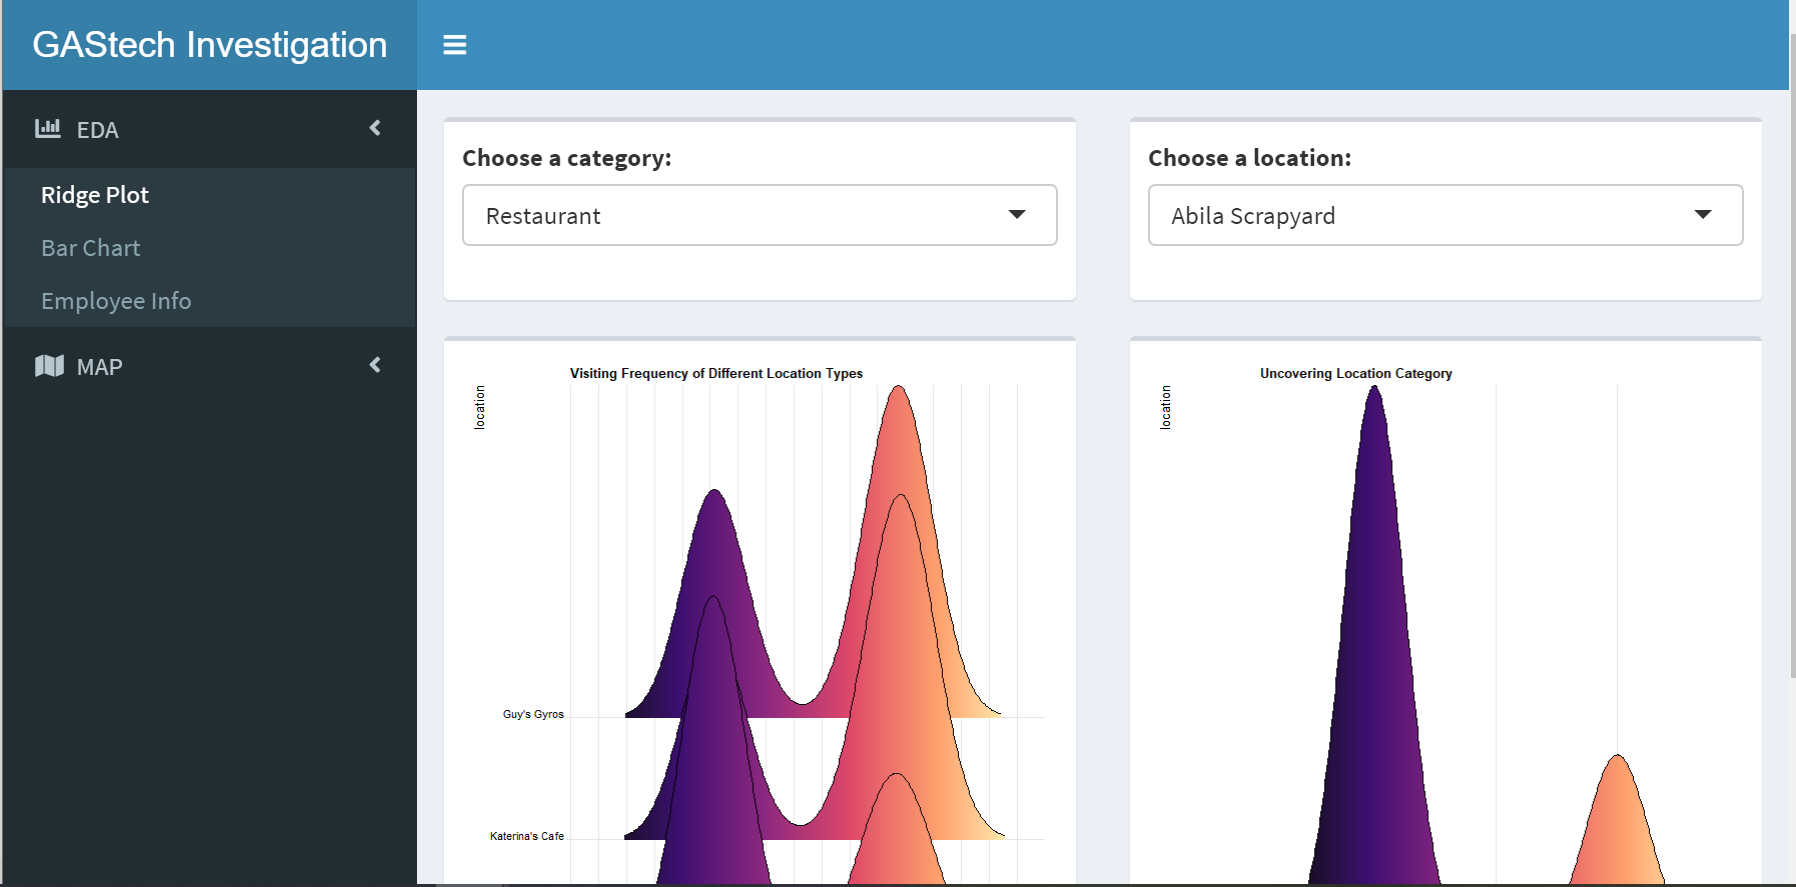 GAStech Investigation
EDA
Ridge Plot
Bar Chart
Employee Info
MAP
Choose a category:
Restaurant
Choose a location:
Abila Scrapyard
Visiting Frequency of Different Location Types
location
Guy's Gyros
Katerina's Cafe
Uncovering Location Category
location